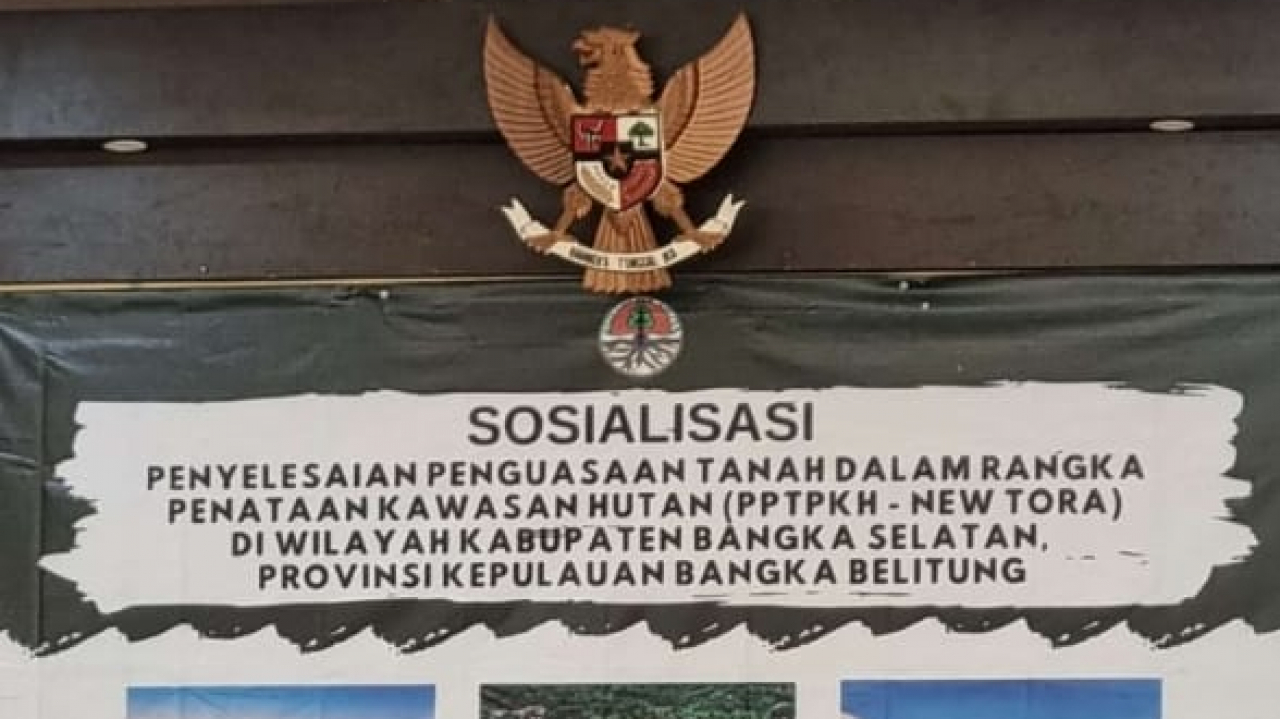 TUNGGAL
SOSIALISASI
PENYELESAIAN PENGUASAAN TANAH DALAM RANGKA
PENATAAN KAWASAN HUTAN (PPTPKH - NEW TORA)
DI WILAYAH KABUPATEN BANGKA SELATAN,
PROVINSI KEPULAUAN BANGKA BELITUNG